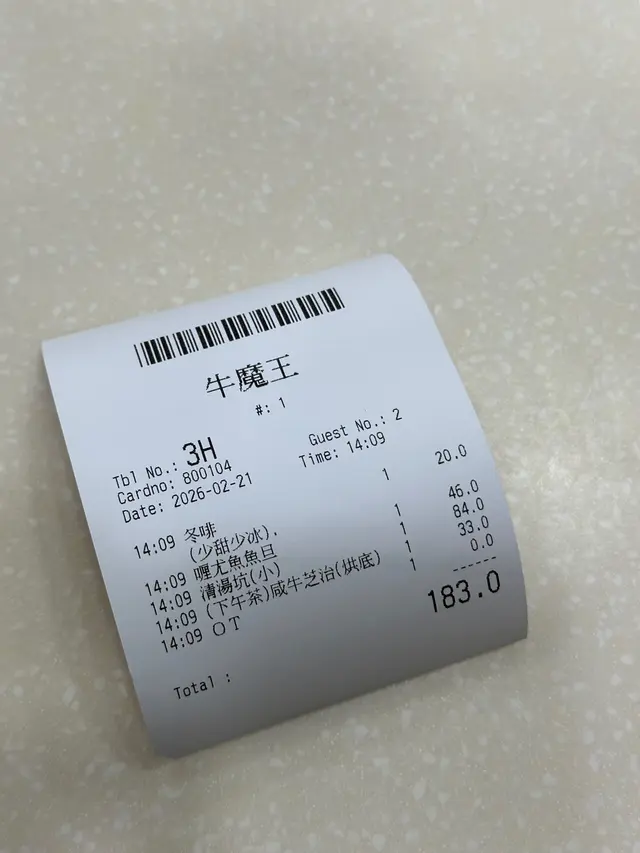 牛魔王
#: 1
Tbl No.: 3H Guest No.: 2
Cardno: 800104 Time: 14:09
Date: 2026-02-21
14:09 冬啡 1 20.0
(少甜少冰).
14:09 喱尤魚魚旦 1 46.0
14:09 清湯坑(小) 1 84.0
14:09 (下午茶)咸牛芝治(烘底) 1 33.0
14:09 OT 1 0.0
------
Total : 183.0